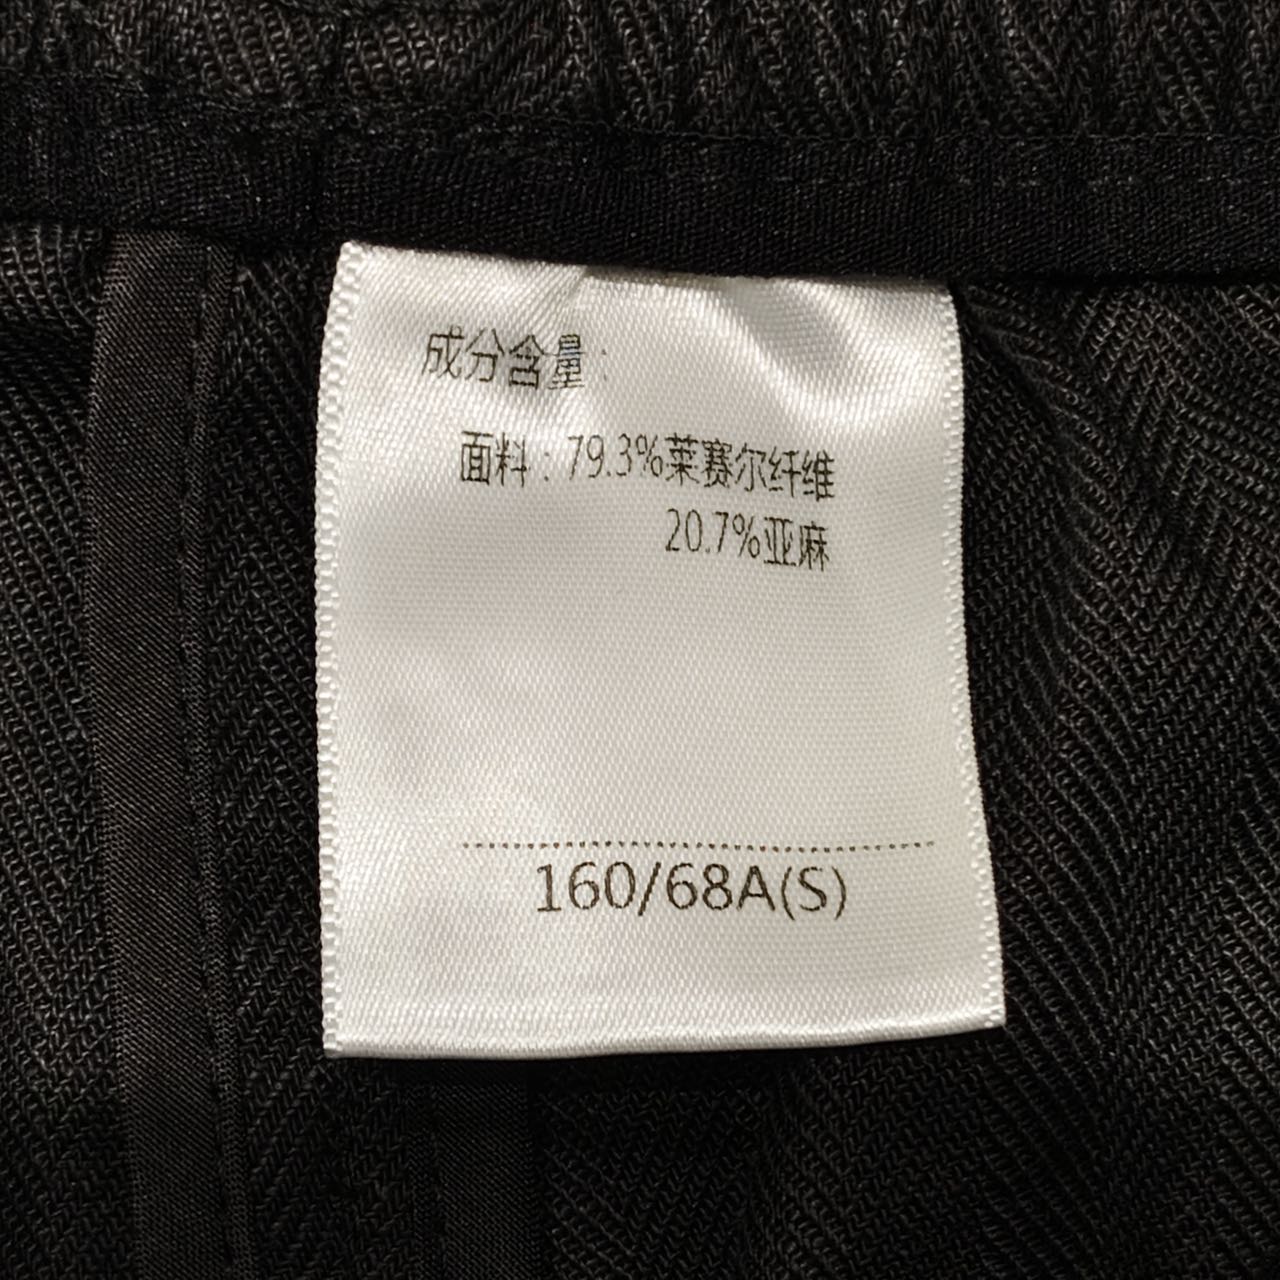 成分含量：
面料：79.3%莱赛尔纤维
20.7%亚麻
160/68A(S)